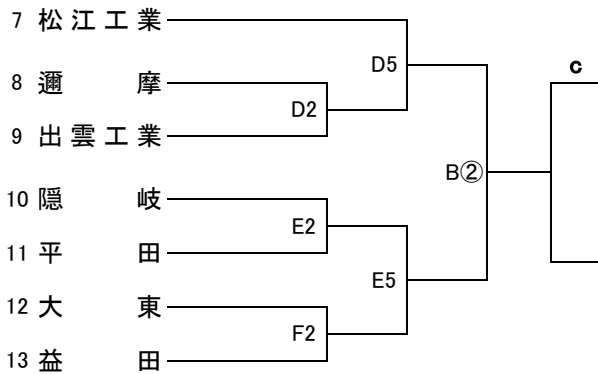 7 松江工業
D5
c
8 邇摩
D2
9 出雲工業
B②
10 隠岐
E2
11 平田
E5
12 大東
F2
13 益田